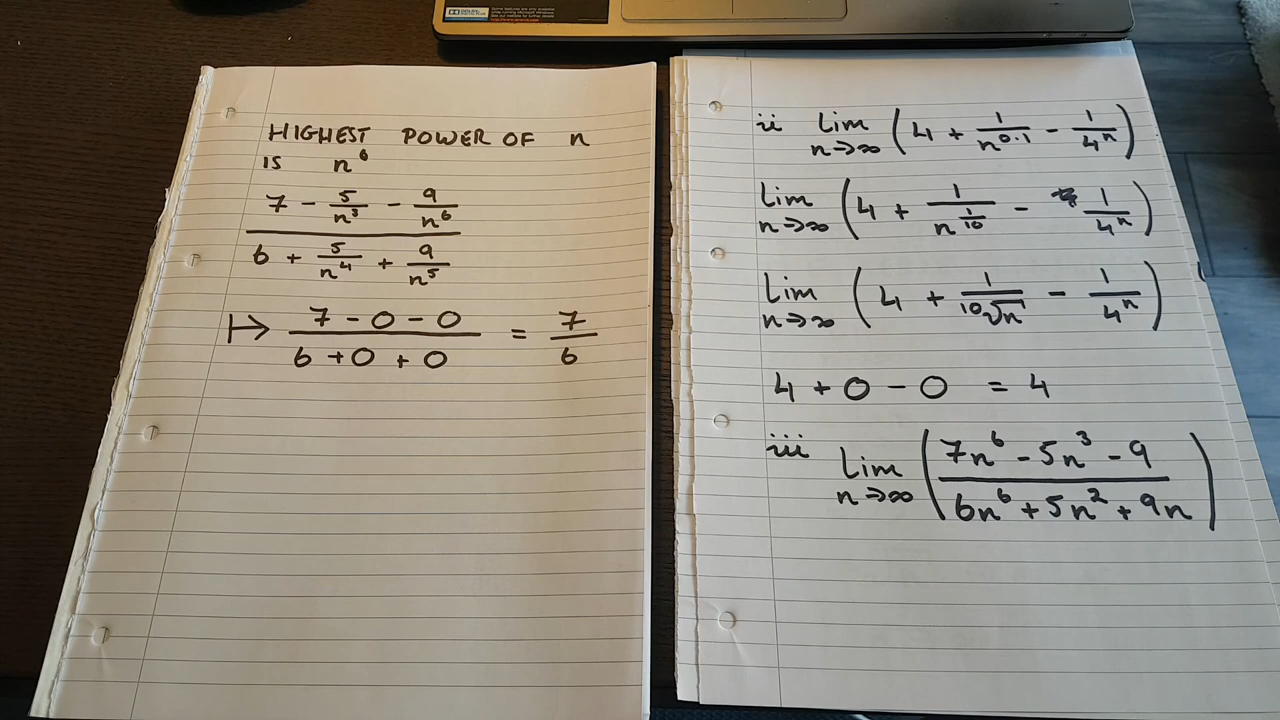 HIGHEST POWER OF n
IS n⁶
7 - 5/n³ - 9/n⁶
6 + 5/n⁴ + 9/n⁵
↦ (7 - 0 - 0)/(6 + 0 + 0) = 7/6
ii Lim n→∞ (4 + 1/n^0.1 - 1/4ⁿ)
Lim n→∞ (4 + 1/n^(1/10) - 1/4ⁿ)
Lim n→∞ (4 + 1/¹⁰√n - 1/4ⁿ)
4 + 0 - 0 = 4
iii Lim n→∞ ((7n⁶ - 5n³ - 9)/(6n⁶ + 5n² + 9n))